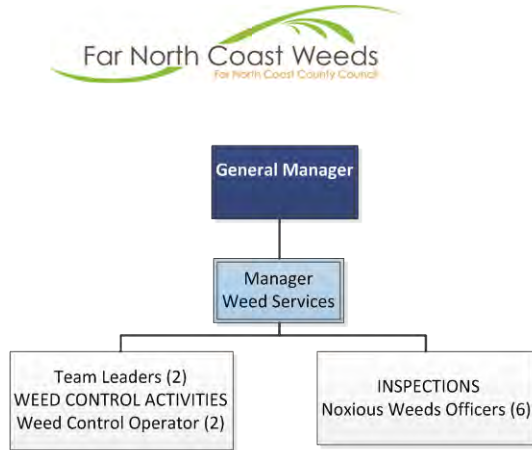 Far North Coast Weeds
Far North Coast County Council
General Manager
Manager
Weed Services
Team Leaders (2)
WEED CONTROL ACTIVITIES
Weed Control Operator (2)
INSPECTIONS
Noxious Weeds Officers (6)